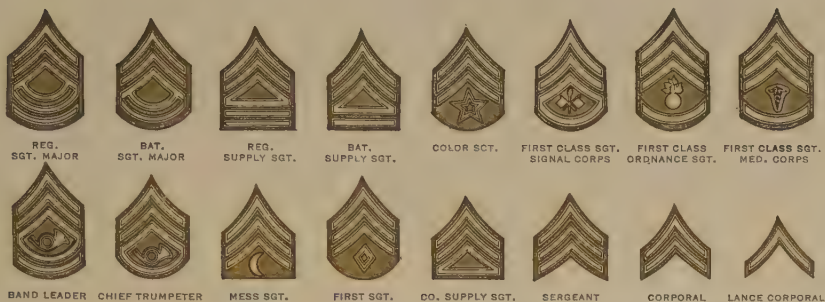 REG.
SGT. MAJOR
BAT.
SGT. MAJOR
REG.
SUPPLY SGT.
BAT.
SUPPLY SGT.
COLOR SGT.
FIRST CLASS SGT.
SIGNAL CORPS
FIRST CLASS
ORDNANCE SGT.
FIRST CLASS SGT.
MED. CORPS
BAND LEADER
CHIEF TRUMPETER
MESS SGT.
FIRST SGT.
CO. SUPPLY SGT.
SERGEANT
CORPORAL
LANCE CORPORAL